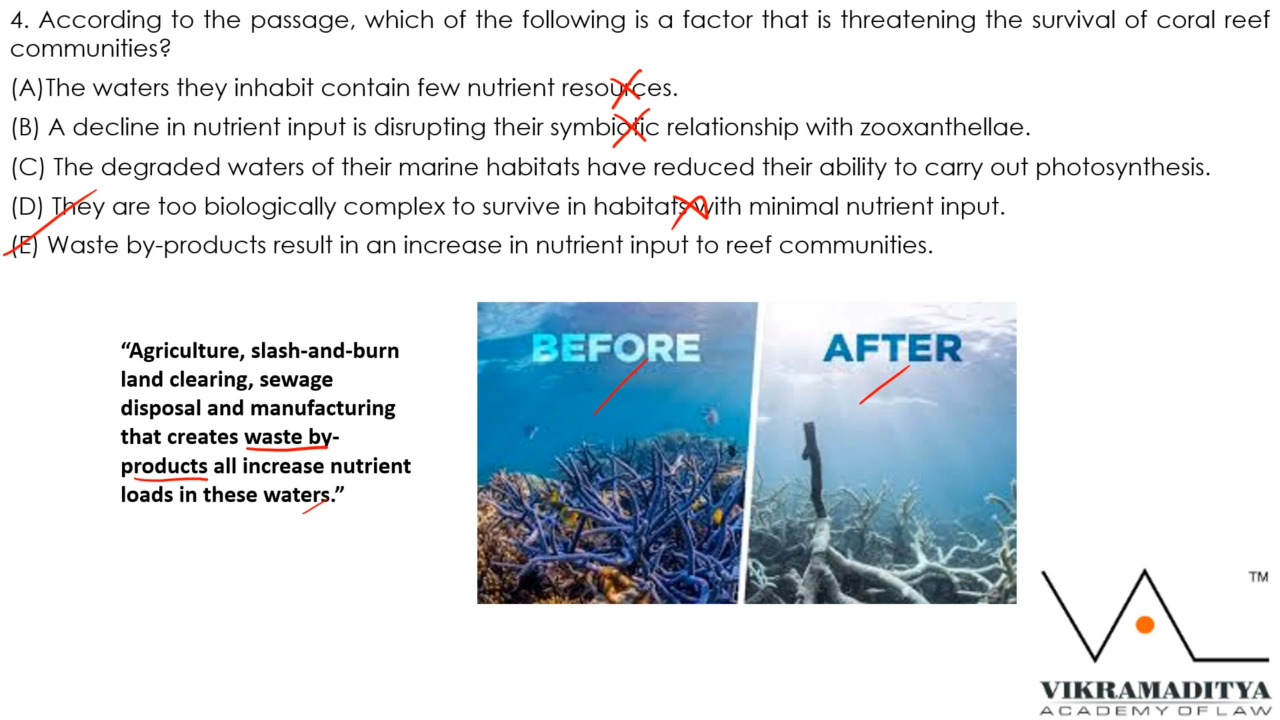 4. According to the passage, which of the following is a factor that is threatening the survival of coral reef
communities?
(A)The waters they inhabit contain few nutrient resources.
(B) A decline in nutrient input is disrupting their symbiotic relationship with zooxanthellae.
(C) The degraded waters of their marine habitats have reduced their ability to carry out photosynthesis.
(D) They are too biologically complex to survive in habitats with minimal nutrient input.
(E) Waste by-products result in an increase in nutrient input to reef communities.
“Agriculture, slash-and-burn
land clearing, sewage
disposal and manufacturing
that creates waste by-
products all increase nutrient
loads in these waters.”
BEFORE
AFTER
TM
VIKRAMADITYA
ACADEMY OF LAW